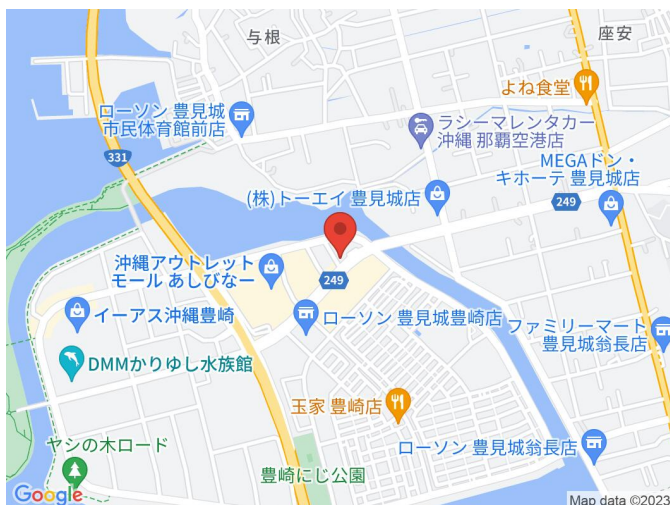 与根
座安
よね食堂
ローソン 豊見城
市民体育館前店
ラシーマレンタカー
沖縄 那覇空港店
331
MEGAドン・
キホーテ 豊見城店
(株)トーエイ 豊見城店
249
沖縄アウトレット
モール あしびなー
249
イーアス沖縄豊崎
ローソン 豊見城豊崎店
ファミリーマート
豊見城翁長店
DMMかりゆし水族館
玉家 豊崎店
ヤシの木ロード
ローソン 豊見城翁長店
豊崎にじ公園
Google
Map data ©2023